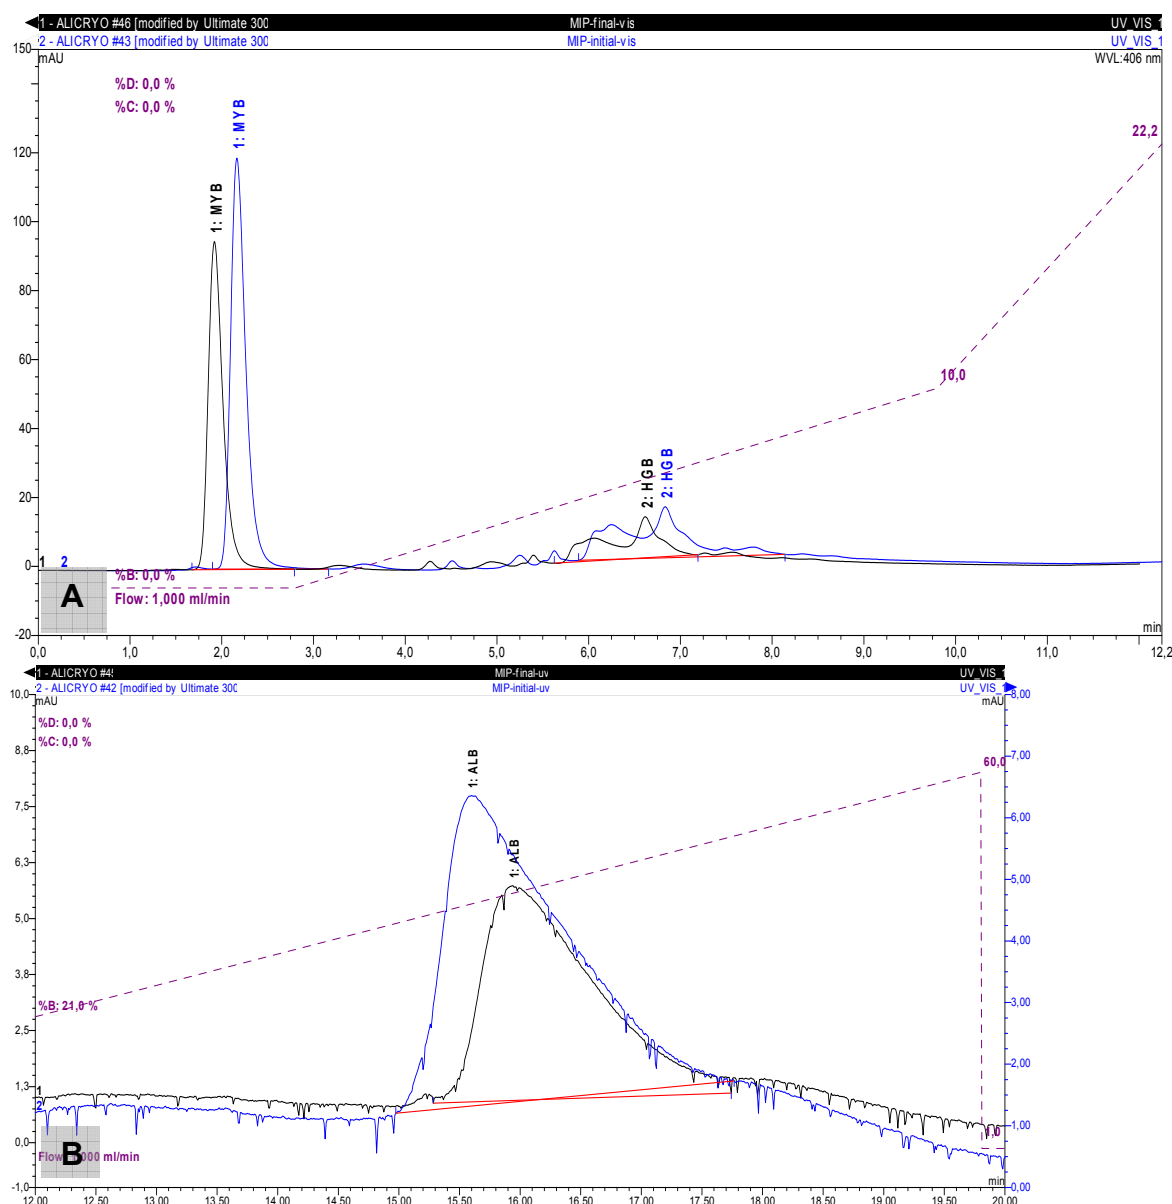 1 - ALICRYO #46 [modified by Ultimate 300 MIP-final-vis UV_VIS_1
2 - ALICRYO #43 [modified by Ultimate 300 MIP-initial-vis UV_VIS_1
150 mAU WVL:406 nm
%D: 0,0 %
%C: 0,0 %
1: MYB
1: MYB
22,2
120
100
80
60
10,0
40
2: HGB
2: HGB
20
1 2
0
%B: 0,0 %
A
Flow: 1,000 ml/min
-20 min
0,0 1,0 2,0 3,0 4,0 5,0 6,0 7,0 8,0 9,0 10,0 11,0 12,2
1 - ALICRYO #45 MIP-final-uv UV_VIS_1
2 - ALICRYO #42 [modified by Ultimate 300 MIP-initial-uv UV_VIS_1
10,0 mAU mAU 8,00
%D: 0,0 %
%C: 0,0 %
60,0
8,8
7,00
1: ALB
7,5
6,00
1: ALB
6,3
5,00
5,0
4,00
3,8
%B: 21,0 %
3,00
2,5
2,00
1,3
1
2
1,00
0,0
B
Flow: 1,000 ml/min
-1,0 min 0,00
12,00 12,50 13,00 13,50 14,00 14,50 15,00 15,50 16,00 16,50 17,00 17,50 18,00 18,50 19,00 19,50 20,00